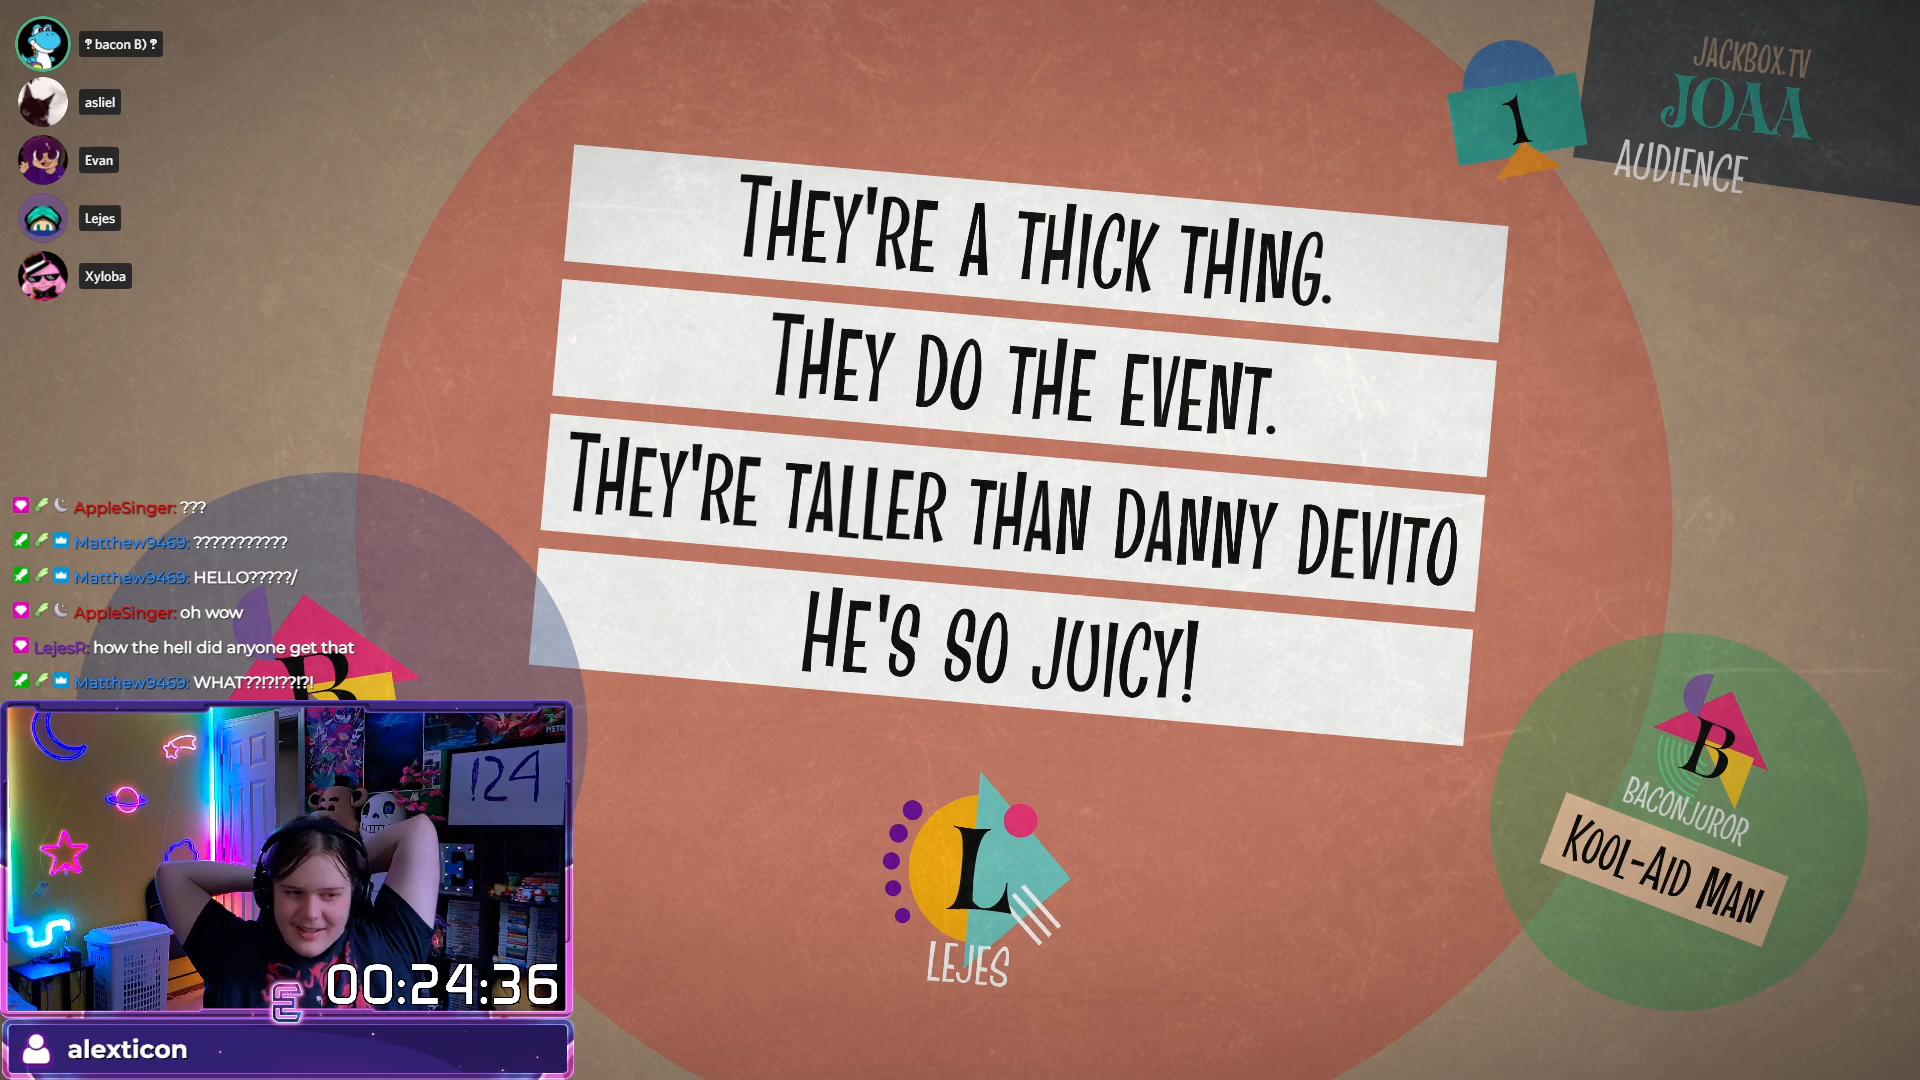 ‽ bacon B) ‽
asliel
Evan
Lejes
Xyloba
THEY'RE A THICK THING.
THEY DO THE EVENT.
THEY'RE TALLER THAN DANNY DEVITO
HE'S SO JUICY!
1
JACKBOX.TV
JOAA
AUDIENCE
AppleSinger: ???
Matthew9469: ???????????
Matthew9469: HELLO?????/
AppleSinger: oh wow
LejesR: how the hell did anyone get that
Matthew9469: WHAT??!?!??!?!
B
124
E
00:24:36
alexticon
L
LEJES
B
BACONJUROR
KOOL-AID MAN